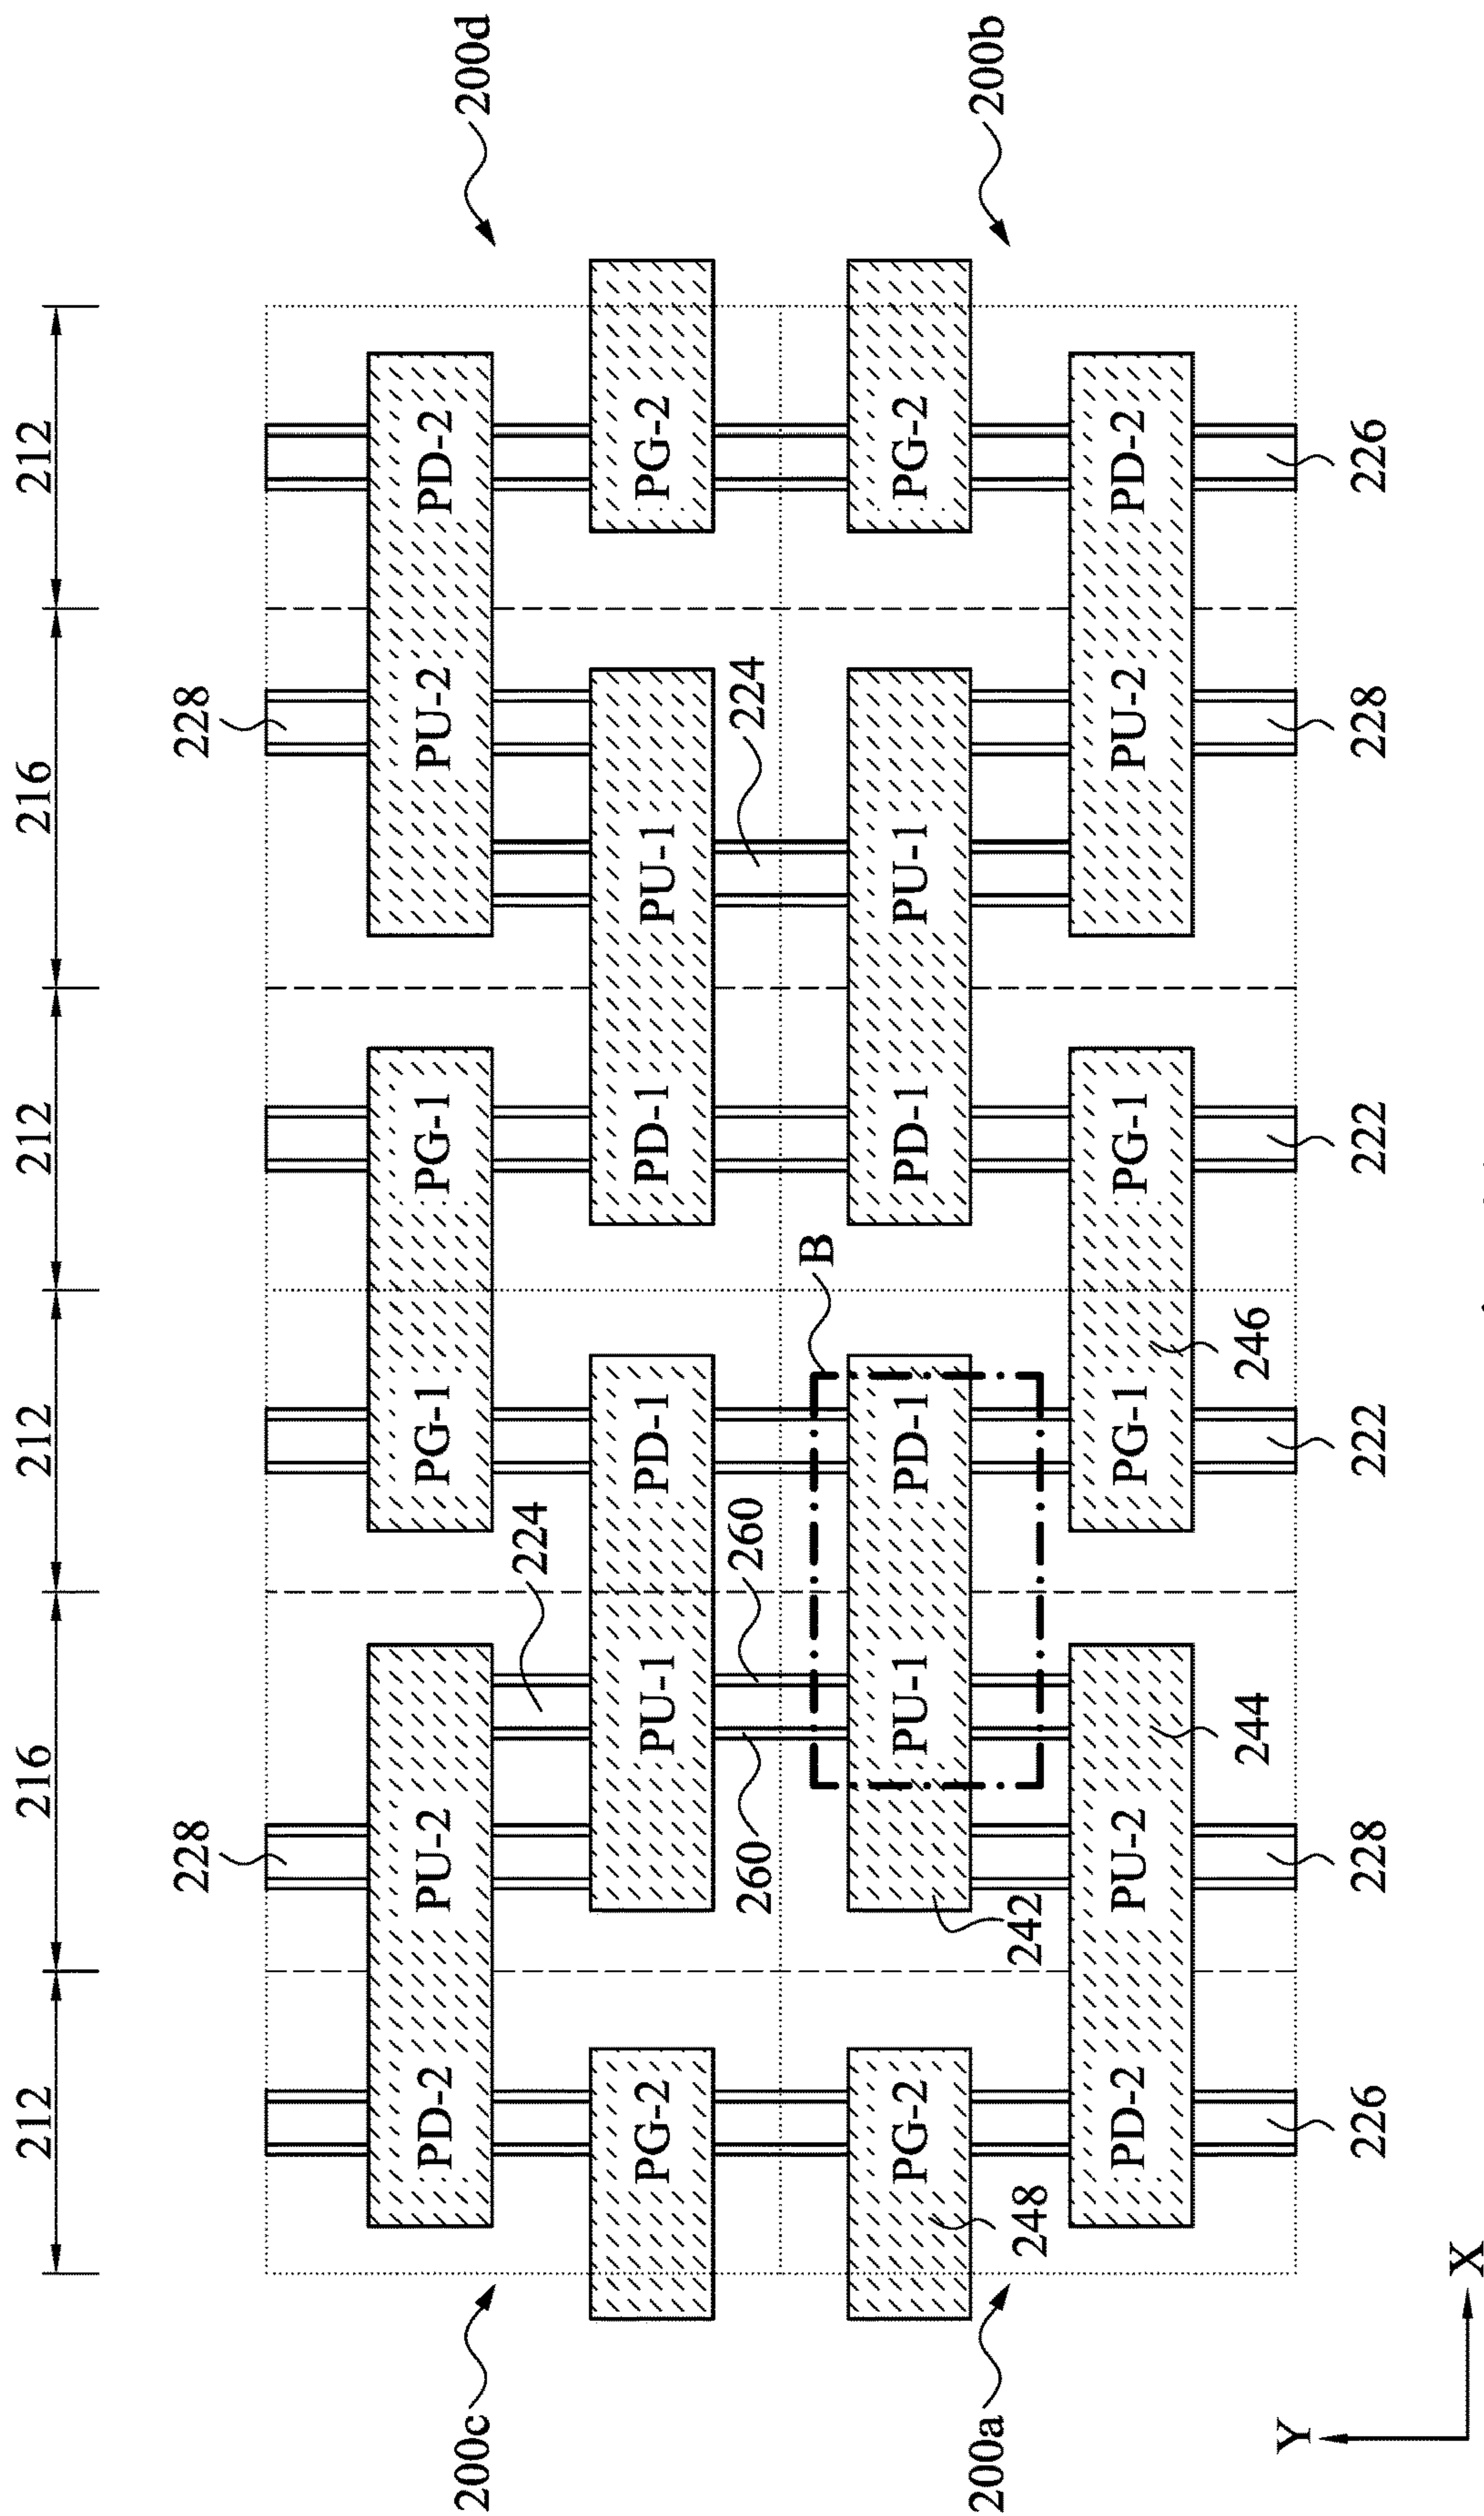 212 216 212 212 216 212
228 228
PD-2 PU-2 PG-1 PG-1 PU-2 PD-2
200c 200d
224
PG-2 PU-1 PD-1 PD-1 PU-1 PG-2
260 260 224
B
PG-2 PU-1 PD-1 PD-1 PU-1 PG-2
200a 200b
248 242
PD-2 PU-2 PG-1 PG-1 PU-2 PD-2
244 246
Y
226 228 222 222 228 226
X